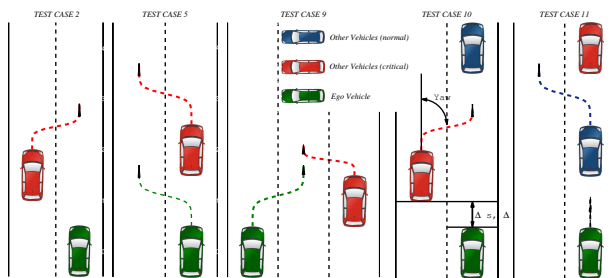 TEST CASE 2
TEST CASE 5
TEST CASE 9
TEST CASE 10
TEST CASE 11
Other Vehicles (normal)
Other Vehicles (critical)
Ego Vehicle
Yaw
Δ s, Δ